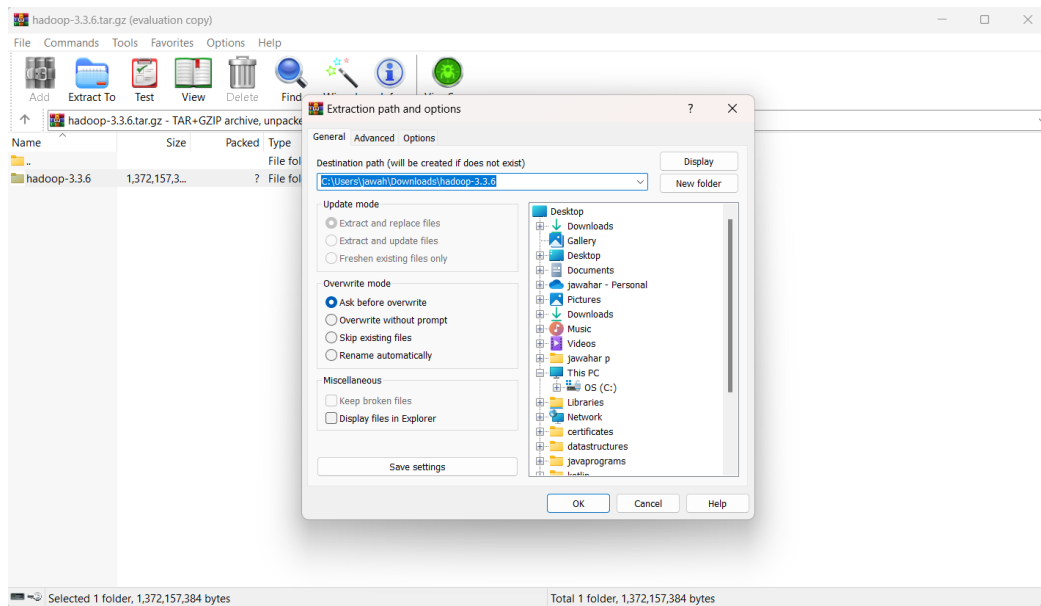 hadoop-3.3.6.tar.gz (evaluation copy)
File Commands Tools Favorites Options Help
Add Extract To Test View Delete Find
hadoop-3.3.6.tar.gz - TAR+GZIP archive, unpacke
Name Size Packed Type
.. File fol
hadoop-3.3.6 1,372,157,3... ? File fol
Extraction path and options ?
General Advanced Options
Destination path (will be created if does not exist)
Display
C:\Users\jawah\Downloads\hadoop-3.3.6
New folder
Update mode
Extract and replace files
Extract and update files
Freshen existing files only
Overwrite mode
Ask before overwrite
Overwrite without prompt
Skip existing files
Rename automatically
Miscellaneous
Keep broken files
Display files in Explorer
Save settings
Desktop
Downloads
Gallery
Desktop
Documents
jawahar - Personal
Pictures
Downloads
Music
Videos
jawahar p
This PC
OS (C:)
Libraries
Network
certificates
datastructures
javaprograms
OK Cancel Help
Selected 1 folder, 1,372,157,384 bytes
Total 1 folder, 1,372,157,384 bytes